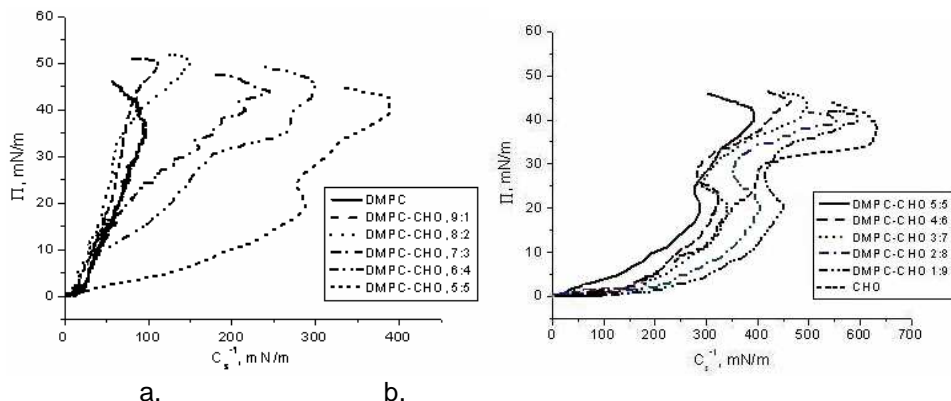 60
50
40
30
20
10
0
Π, mN/m
0 100 200 300 400
C_s^-1, mN/m
DMPC
DMPC-CHO, 9:1
DMPC-CHO, 8:2
DMPC-CHO, 7:3
DMPC-CHO, 6:4
DMPC-CHO, 5:5
a.
60
50
40
30
20
10
0
Π, mN/m
0 100 200 300 400 500 600 700
C_s^-1, mN/m
DMPC-CHO 5:5
DMPC-CHO 4:6
DMPC-CHO 3:7
DMPC-CHO 2:8
DMPC-CHO 1:9
CHO
b.